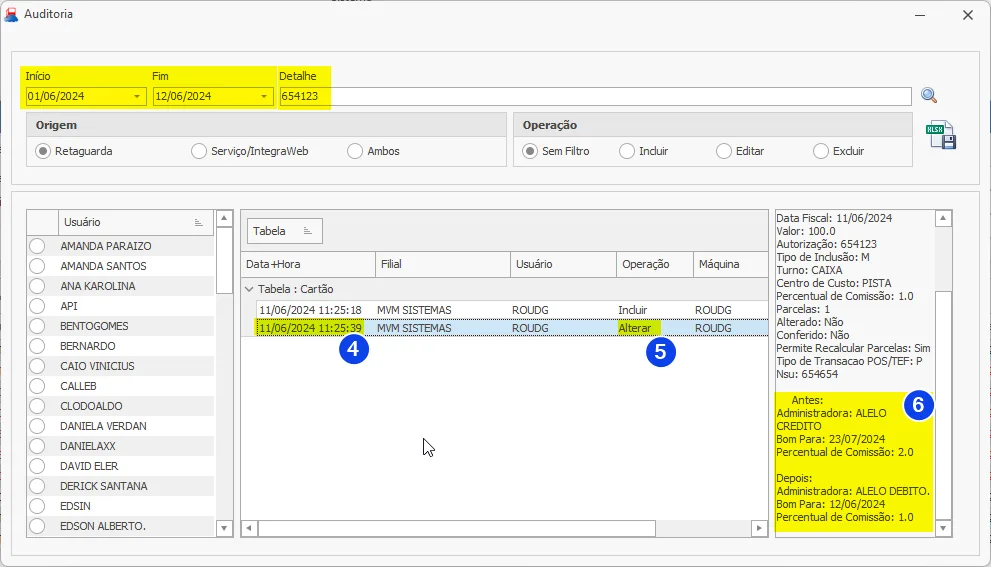 Auditoria
Início Fim Detalhe
01/06/2024 12/06/2024 654123
Origem
Retaguarda Serviço/IntegraWeb Ambos
Operação
Sem Filtro Incluir Editar Excluir
XLSX
Usuário
AMANDA PARAIZO
AMANDA SANTOS
ANA KAROLINA
API
BENTOGOMES
BERNARDO
CAIO VINICIUS
CALLEB
CLODOALDO
DANIELA VERDAN
DANIELAXX
DAVID ELER
DERICK SANTANA
EDSIN
EDSON ALBERTO.
Tabela
Data+Hora Filial Usuário Operação Máquina
Tabela : Cartão
11/06/2024 11:25:18 MVM SISTEMAS ROUDG Incluir ROUDG
11/06/2024 11:25:39 MVM SISTEMAS ROUDG Alterar ROUDG
4 5
Data Fiscal: 11/06/2024
Valor: 100.0
Autorização: 654123
Tipo de Inclusão: M
Turno: CAIXA
Centro de Custo: PISTA
Percentual de Comissão: 1.0
Parcelas: 1
Alterado: Não
Conferido: Não
Permite Recalcular Parcelas: Sim
Tipo de Transacao POS/TEF: P
Nsu: 654654
Antes:
6
Administradora: ALELO
CREDITO
Bom Para: 23/07/2024
Percentual de Comissão: 2.0
Depois:
Administradora: ALELO DEBITO.
Bom Para: 12/06/2024
Percentual de Comissão: 1.0